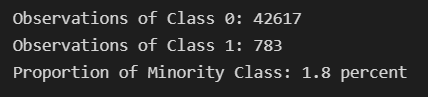 Observations of Class 0: 42617
Observations of Class 1: 783
Proportion of Minority Class: 1.8 percent